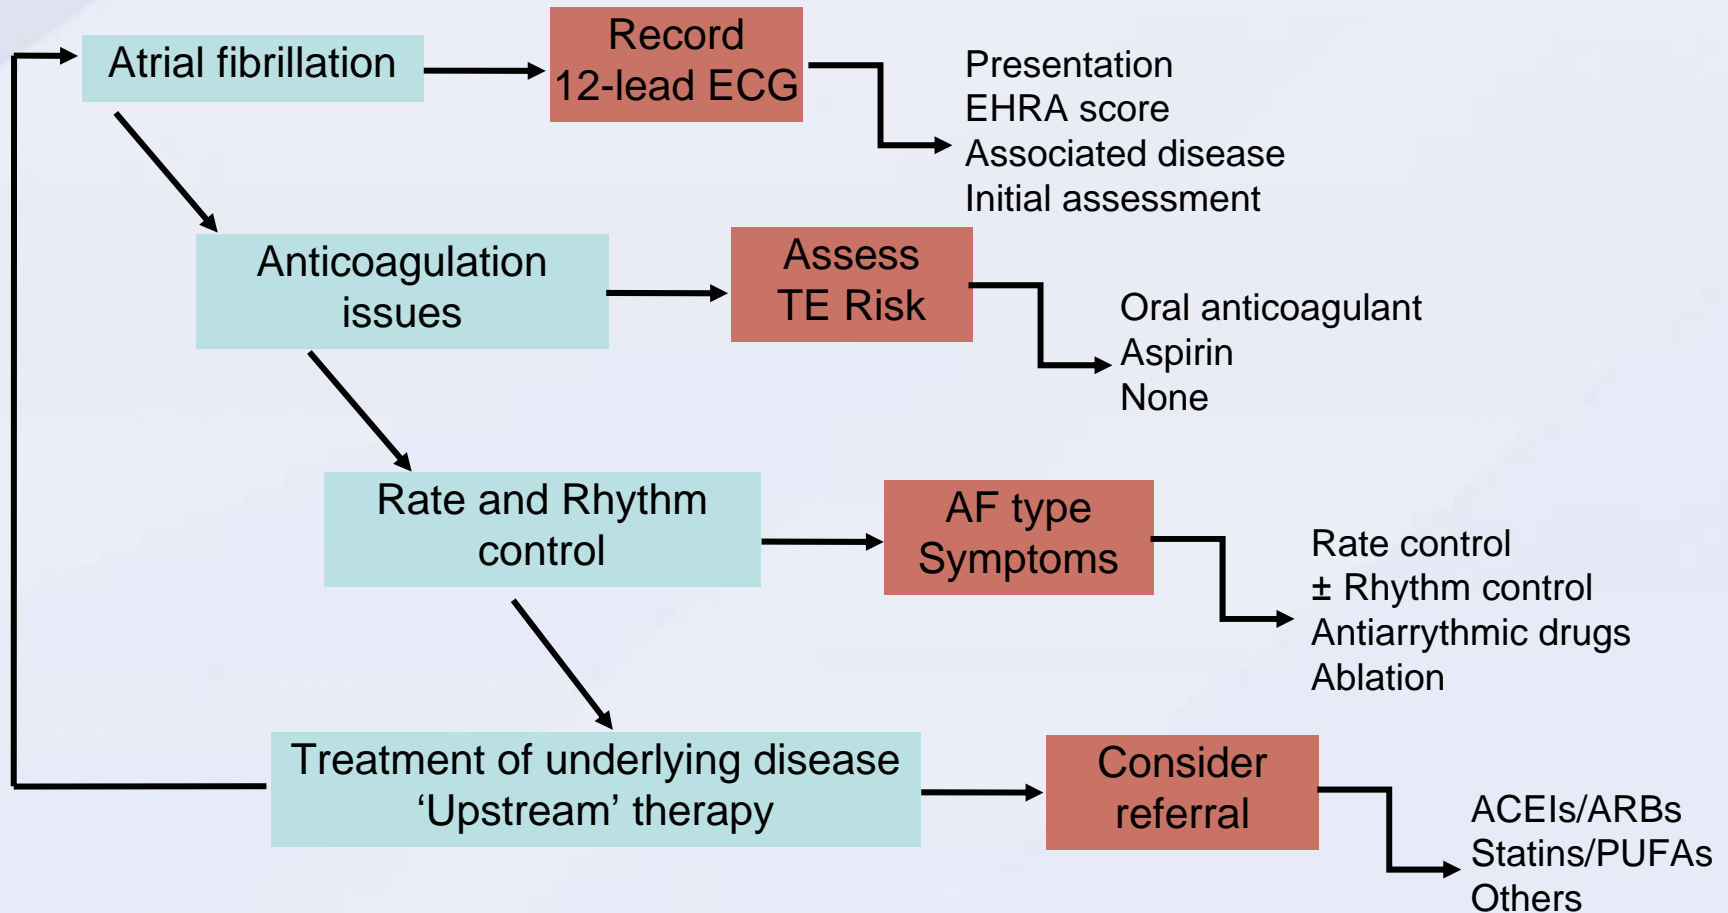 Atrial fibrillation
Record
12-lead ECG
Presentation
EHRA score
Associated disease
Initial assessment
Anticoagulation
issues
Assess
TE Risk
Oral anticoagulant
Aspirin
None
Rate and Rhythm
control
AF type
Symptoms
Rate control
± Rhythm control
Antiarrythmic drugs
Ablation
Treatment of underlying disease
‘Upstream’ therapy
Consider
referral
ACEIs/ARBs
Statins/PUFAs
Others